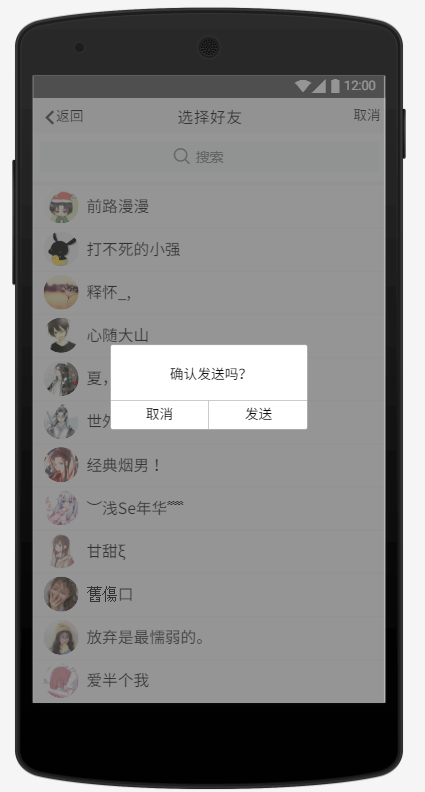 12:00
返回 选择好友 取消
搜索
前路漫漫
打不死的小强
释怀_,
心随大山
夏,
确认发送吗?
取消 发送
世外
经典烟男！
︶浅Se年华﹌
甘甜ξ
舊傷口
放弃是最懦弱的。
爱半个我